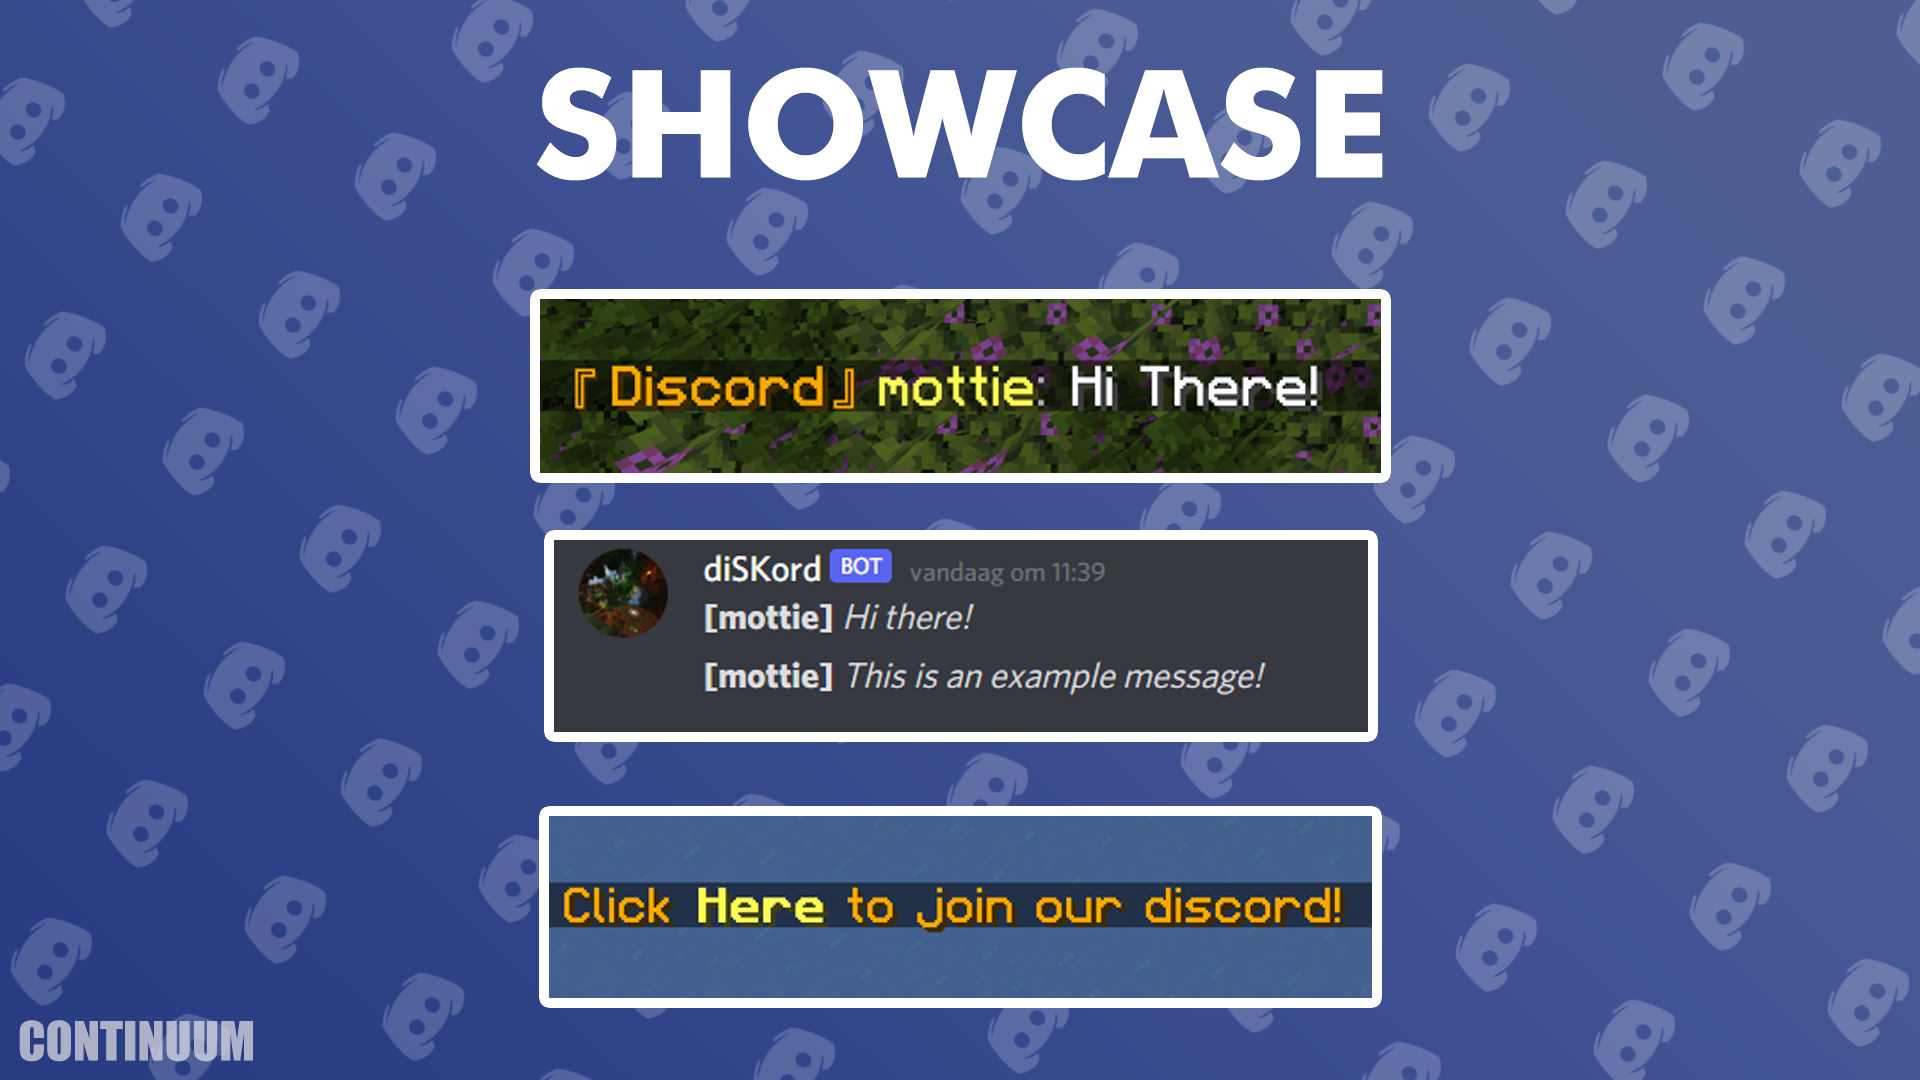 SHOWCASE
『Discord』mottie: Hi There!
diSKord BOT vandaag om 11:39
[mottie] Hi there!
[mottie] This is an example message!
Click Here to join our discord!
CONTINUUM